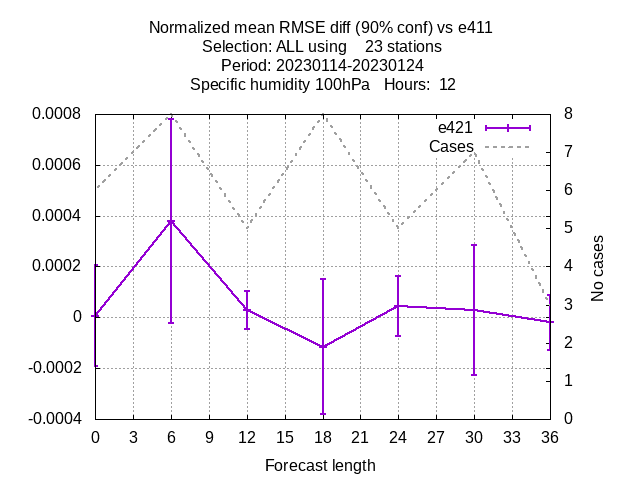 Normalized mean RMSE diff (90% conf) vs e411
Selection: ALL using    23 stations
Period: 20230114-20230124
Specific humidity 100hPa   Hours:  12
0.0008
0.0006
0.0004
0.0002
0
-0.0002
-0.0004
e421
Cases
8
7
6
5
4
3
2
1
0
No cases
0 3 6 9 12 15 18 21 24 27 30 33 36
Forecast length